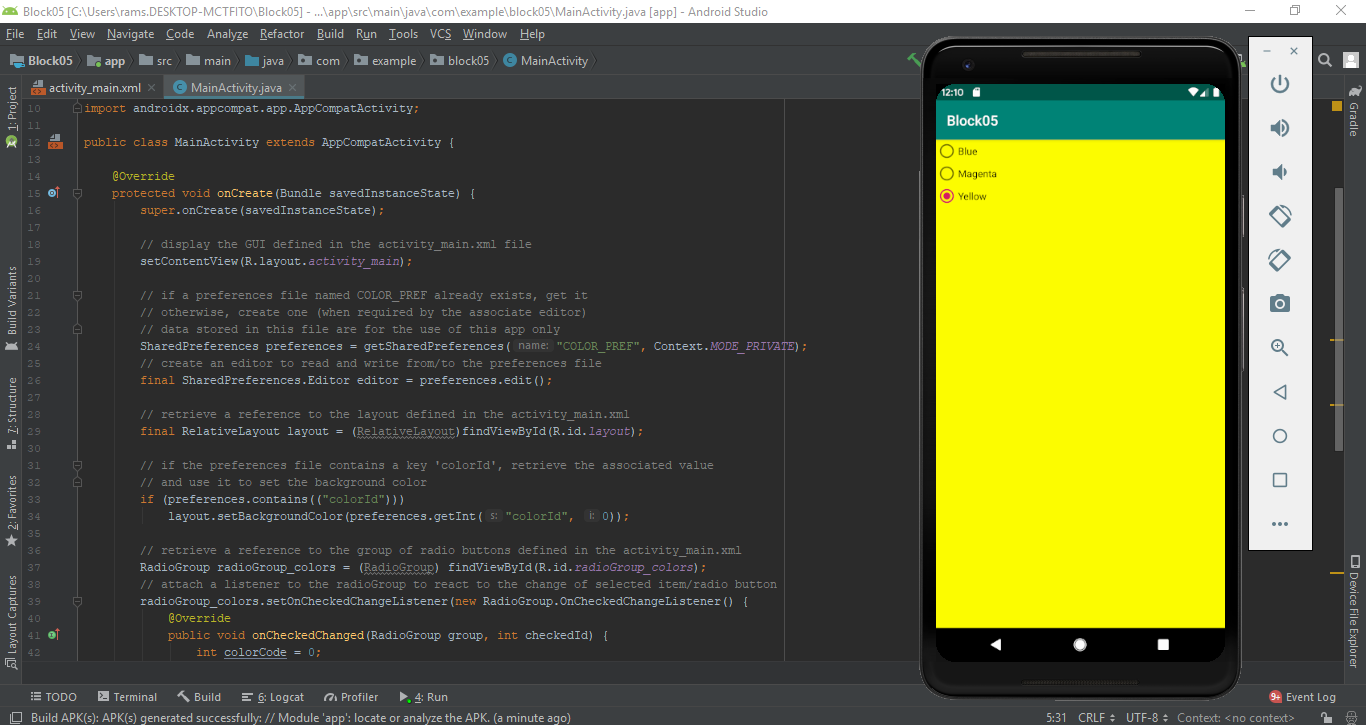 Block05 [C:\Users\rams.DESKTOP-MCTFITO\Block05] - ...\app\src\main\java\com\example\block05\MainActivity.java [app] - Android Studio
File Edit View Navigate Code Analyze Refactor Build Run Tools VCS Window Help
Block05 app src main java com example block05 MainActivity
activity_main.xml MainActivity.java
10 import androidx.appcompat.app.AppCompatActivity;
11
12 public class MainActivity extends AppCompatActivity {
13
14 @Override
15 protected void onCreate(Bundle savedInstanceState) {
16 super.onCreate(savedInstanceState);
17
18 // display the GUI defined in the activity_main.xml file
19 setContentView(R.layout.activity_main);
20
21 // if a preferences file named COLOR_PREF already exists, get it
22 // otherwise, create one (when required by the associate editor)
23 // data stored in this file are for the use of this app only
24 SharedPreferences preferences = getSharedPreferences( name: "COLOR_PREF", Context.MODE_PRIVATE);
25 // create an editor to read and write from/to the preferences file
26 final SharedPreferences.Editor editor = preferences.edit();
27
28 // retrieve a reference to the layout defined in the activity_main.xml
29 final RelativeLayout layout = (RelativeLayout)findViewById(R.id.layout);
30
31 // if the preferences file contains a key 'colorId', retrieve the associated value
32 // and use it to set the background color
33 if (preferences.contains(("colorId")))
34 layout.setBackgroundColor(preferences.getInt( s: "colorId", i: 0));
35
36 // retrieve a reference to the group of radio buttons defined in the activity_main.xml
37 RadioGroup radioGroup_colors = (RadioGroup) findViewById(R.id.radioGroup_colors);
38 // attach a listener to the radioGroup to react to the change of selected item/radio button
39 radioGroup_colors.setOnCheckedChangeListener(new RadioGroup.OnCheckedChangeListener() {
40 @Override
41 public void onCheckedChanged(RadioGroup group, int checkedId) {
42 int colorCode = 0;
1: Project
Build Variants
7: Structure
2: Favorites
Layout Captures
12:10
Block05
Blue
Magenta
Yellow
Gradle
Device File Explorer
TODO Terminal Build 6: Logcat Profiler 4: Run 9+ Event Log
Build APK(s): APK(s) generated successfully: // Module 'app': locate or analyze the APK. (a minute ago) 5:31 CRLF UTF-8 Context: <no context>